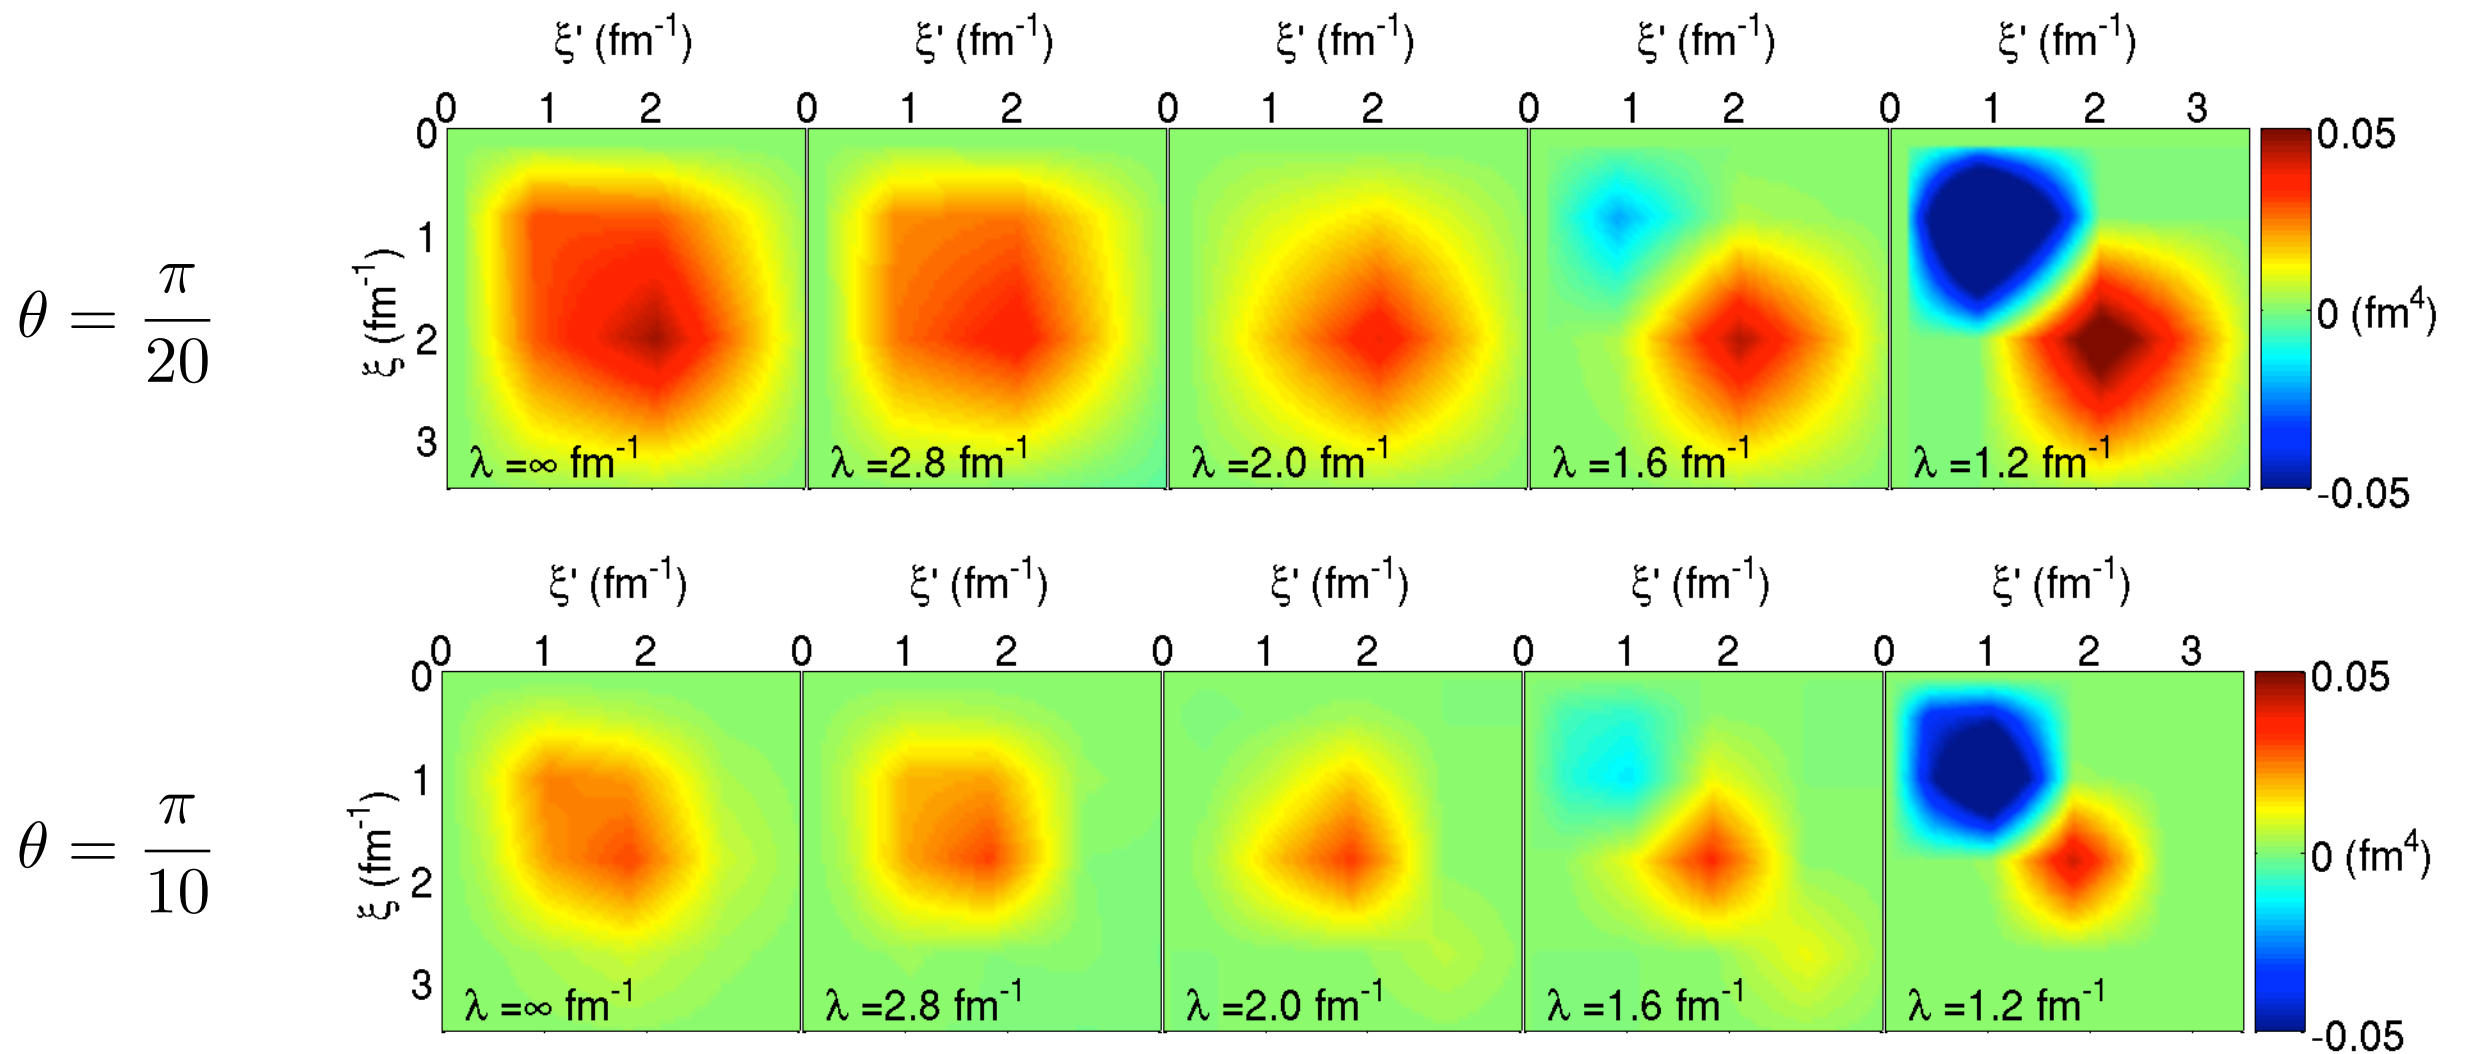 ξ' (fm⁻¹) ξ' (fm⁻¹) ξ' (fm⁻¹) ξ' (fm⁻¹) ξ' (fm⁻¹)
0 1 2 0 1 2 0 1 2 0 1 2 0 1 2 3
θ = π/20
ξ (fm⁻¹)
0
1
2
3
λ =∞ fm⁻¹ λ =2.8 fm⁻¹ λ =2.0 fm⁻¹ λ =1.6 fm⁻¹ λ =1.2 fm⁻¹
0.05
0 (fm⁴)
-0.05
ξ' (fm⁻¹) ξ' (fm⁻¹) ξ' (fm⁻¹) ξ' (fm⁻¹) ξ' (fm⁻¹)
0 1 2 0 1 2 0 1 2 0 1 2 0 1 2 3
θ = π/10
ξ (fm⁻¹)
0
1
2
3
λ =∞ fm⁻¹ λ =2.8 fm⁻¹ λ =2.0 fm⁻¹ λ =1.6 fm⁻¹ λ =1.2 fm⁻¹
0.05
0 (fm⁴)
-0.05